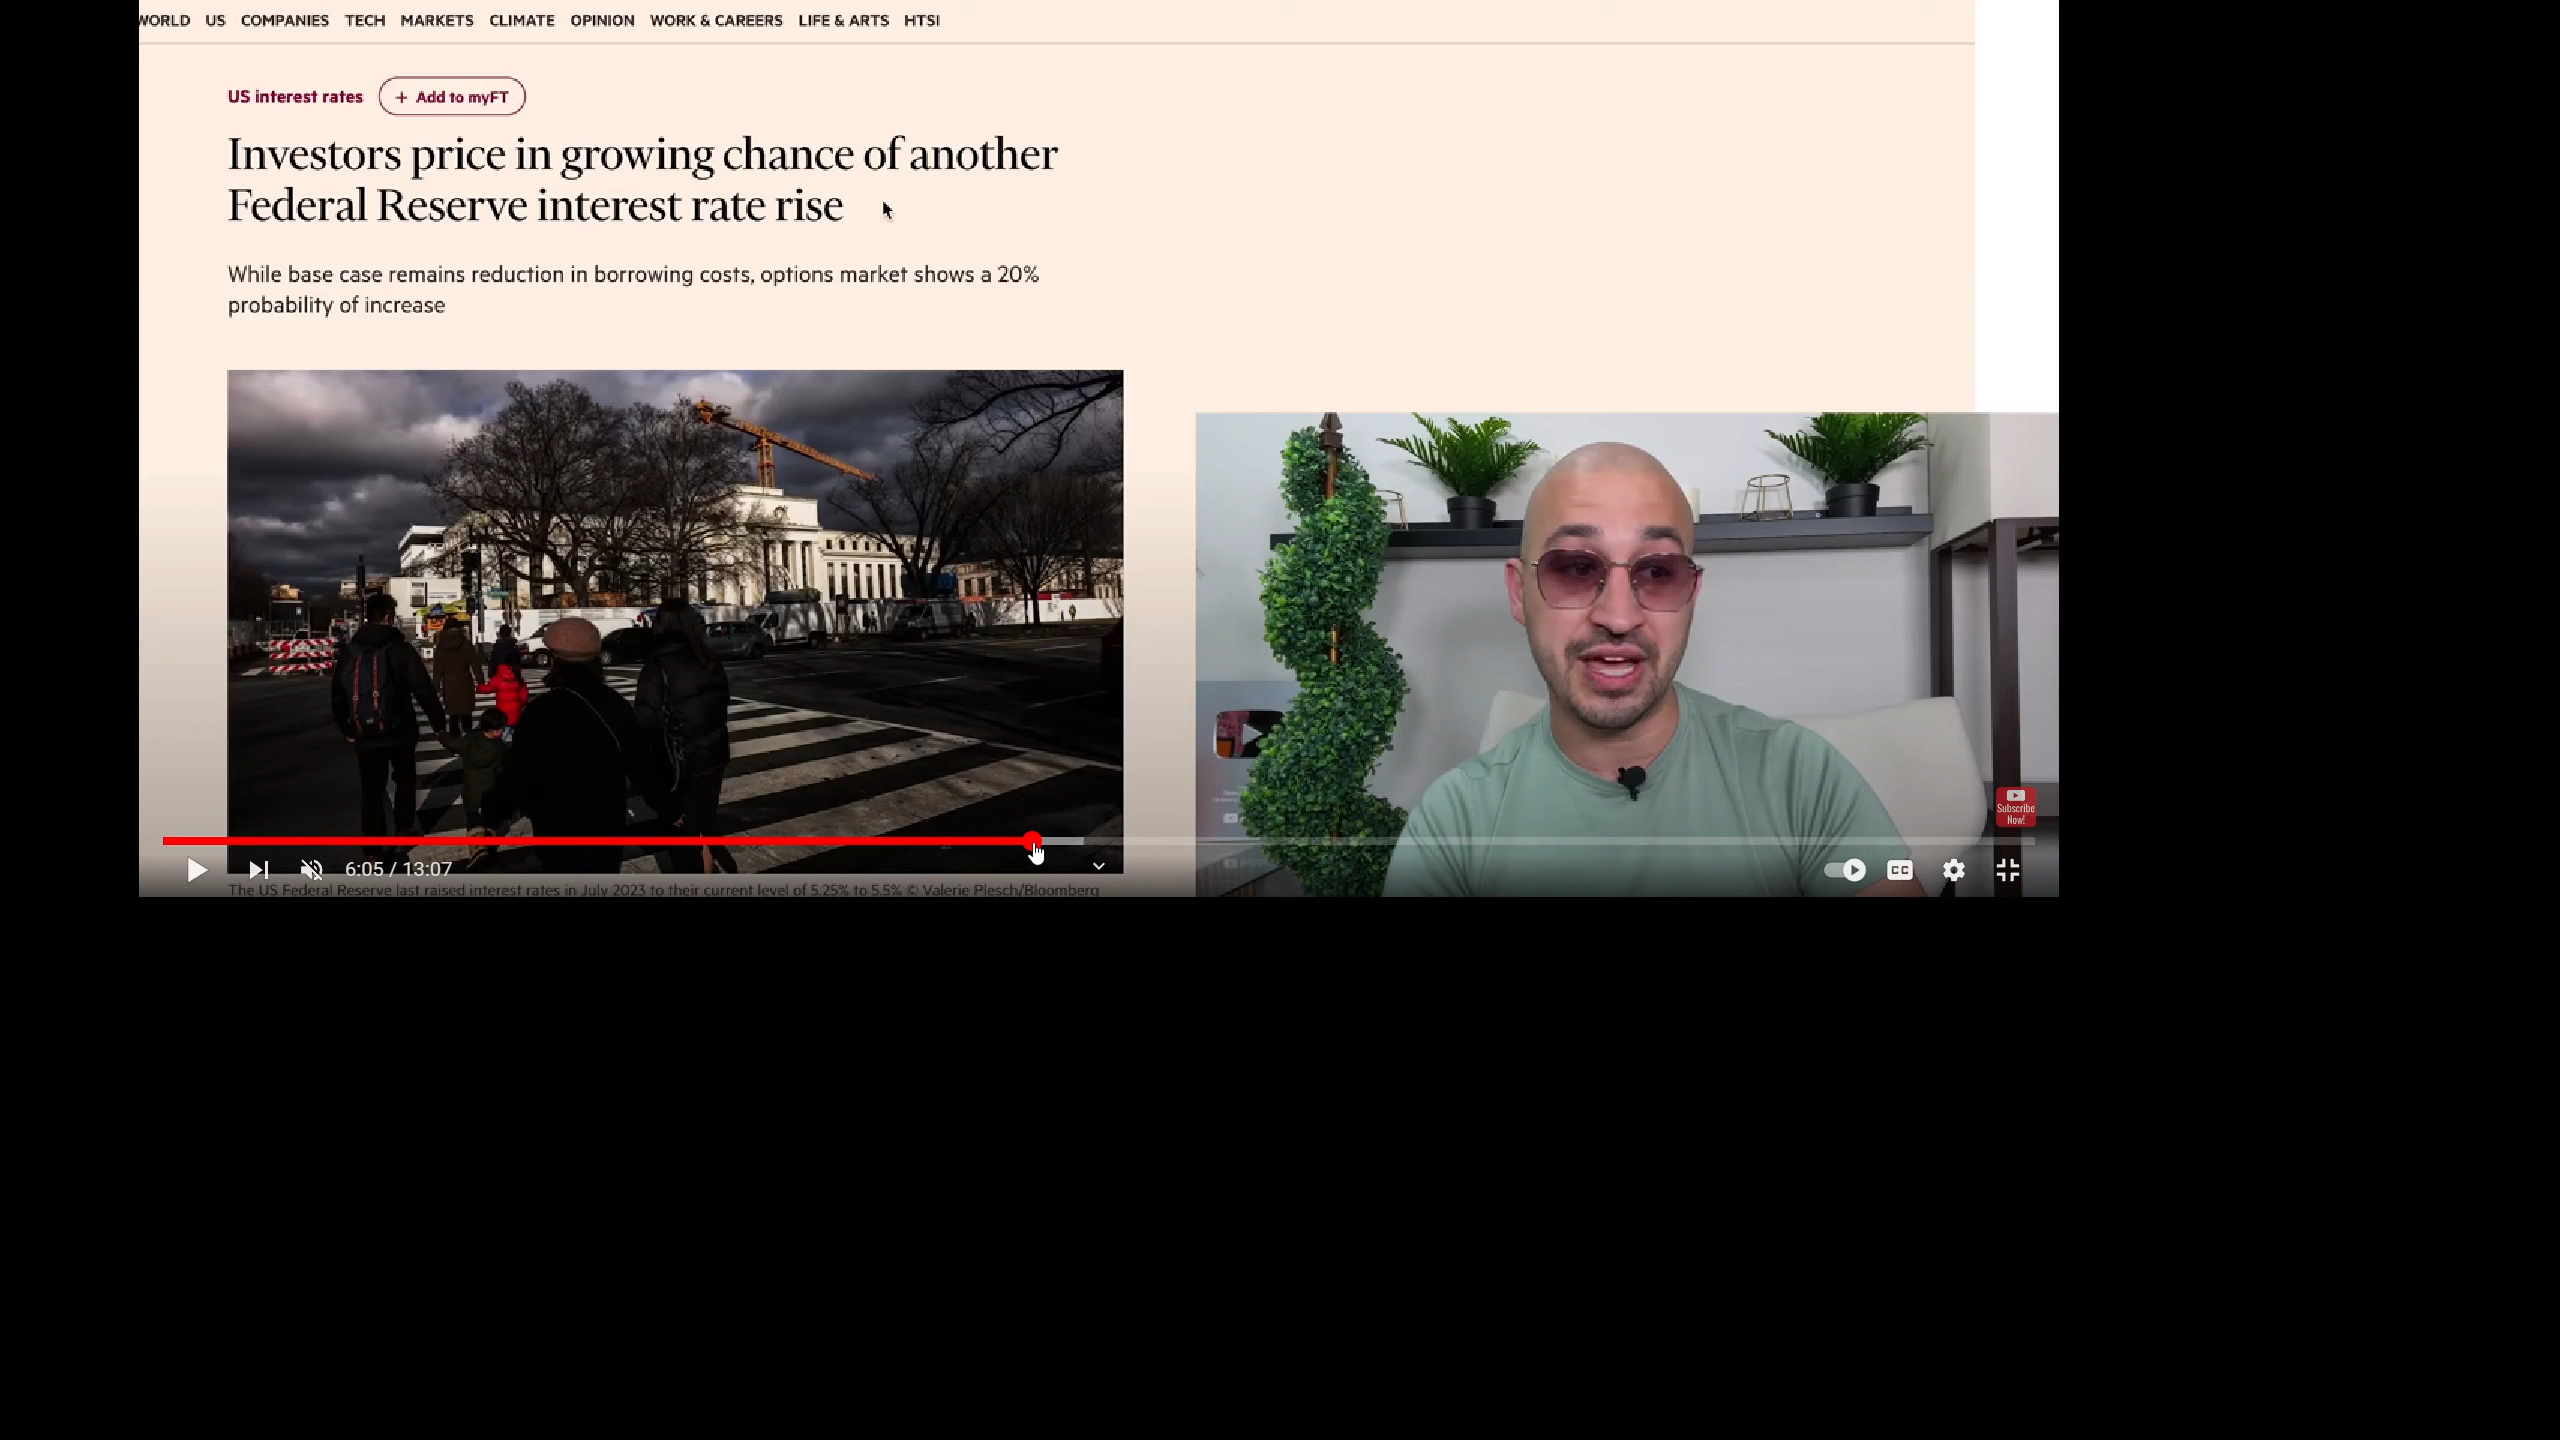 WORLD US COMPANIES TECH MARKETS CLIMATE OPINION WORK & CAREERS LIFE & ARTS HTSI
US interest rates + Add to myFT
Investors price in growing chance of another
Federal Reserve interest rate rise
While base case remains reduction in borrowing costs, options market shows a 20%
probability of increase
Subscribe
Now!
6:05 / 13:07
CC
The US Federal Reserve last raised interest rates in July 2023 to their current level of 5.25% to 5.5% © Valerie Plesch/Bloomberg